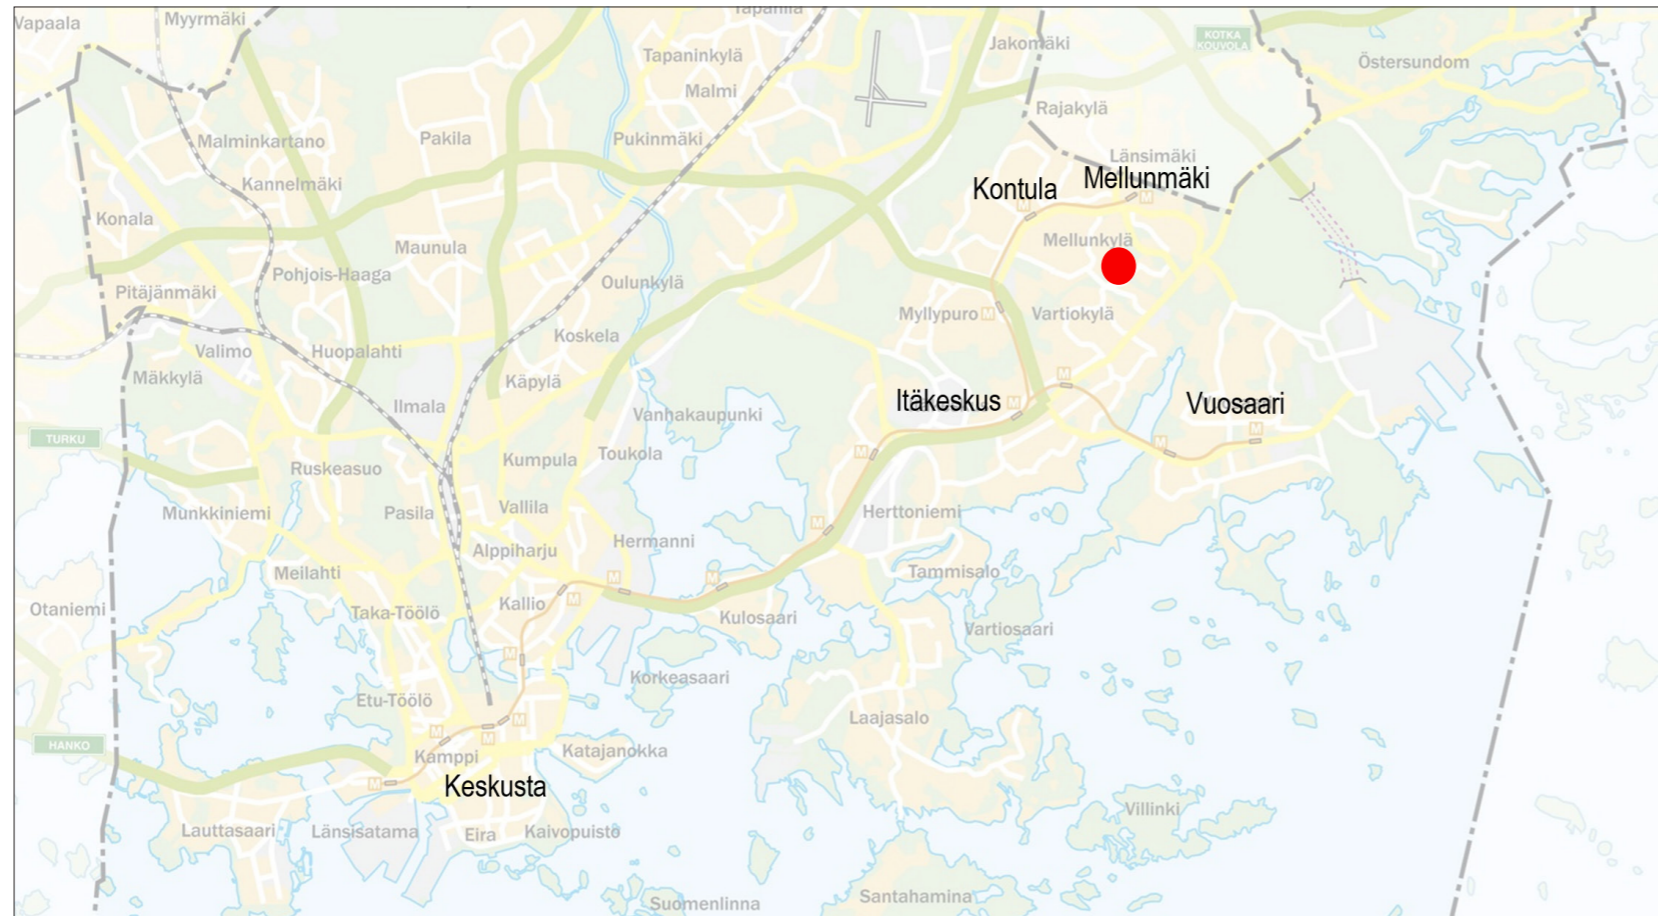 Vapaala
Myyrmäki
Tapanila
Jakomäki
KOTKA
KOUVOLA
Tapaninkylä
Östersundom
Malmi
Rajakylä
Malminkartano
Pakila
Pukinmäki
Länsimäki
Kannelmäki
Kontula
Mellunmäki
M
M
Konala
Maunula
Mellunkylä
Pohjois-Haaga
Oulunkylä
Pitäjänmäki
Myllypuro M
Vartiokylä
Koskela
Valimo
Huopalahti
Mäkkylä
Käpylä
M
Ilmala
Itäkeskus
M
Vuosaari
Vanhakaupunki
TURKU
M
M
Toukola
M
Kumpula
Ruskeasuo
Vallila
Munkkiniemi
Pasila
Herttoniemi
M
Hermanni
Alppiharju
Meilahti
Tammisalo
M
M
Otaniemi
Kallio
M
Taka-Töölö
Kulosaari
Vartiosaari
M
Korkeasaari
Etu-Töölö
Laajasalo
M
M
M
HANKO
Katajanokka
Kamppi
M
Keskusta
Villinki
Lauttasaari
Länsisatama
Eira
Kaivopuisto
Santahamina
Suomenlinna